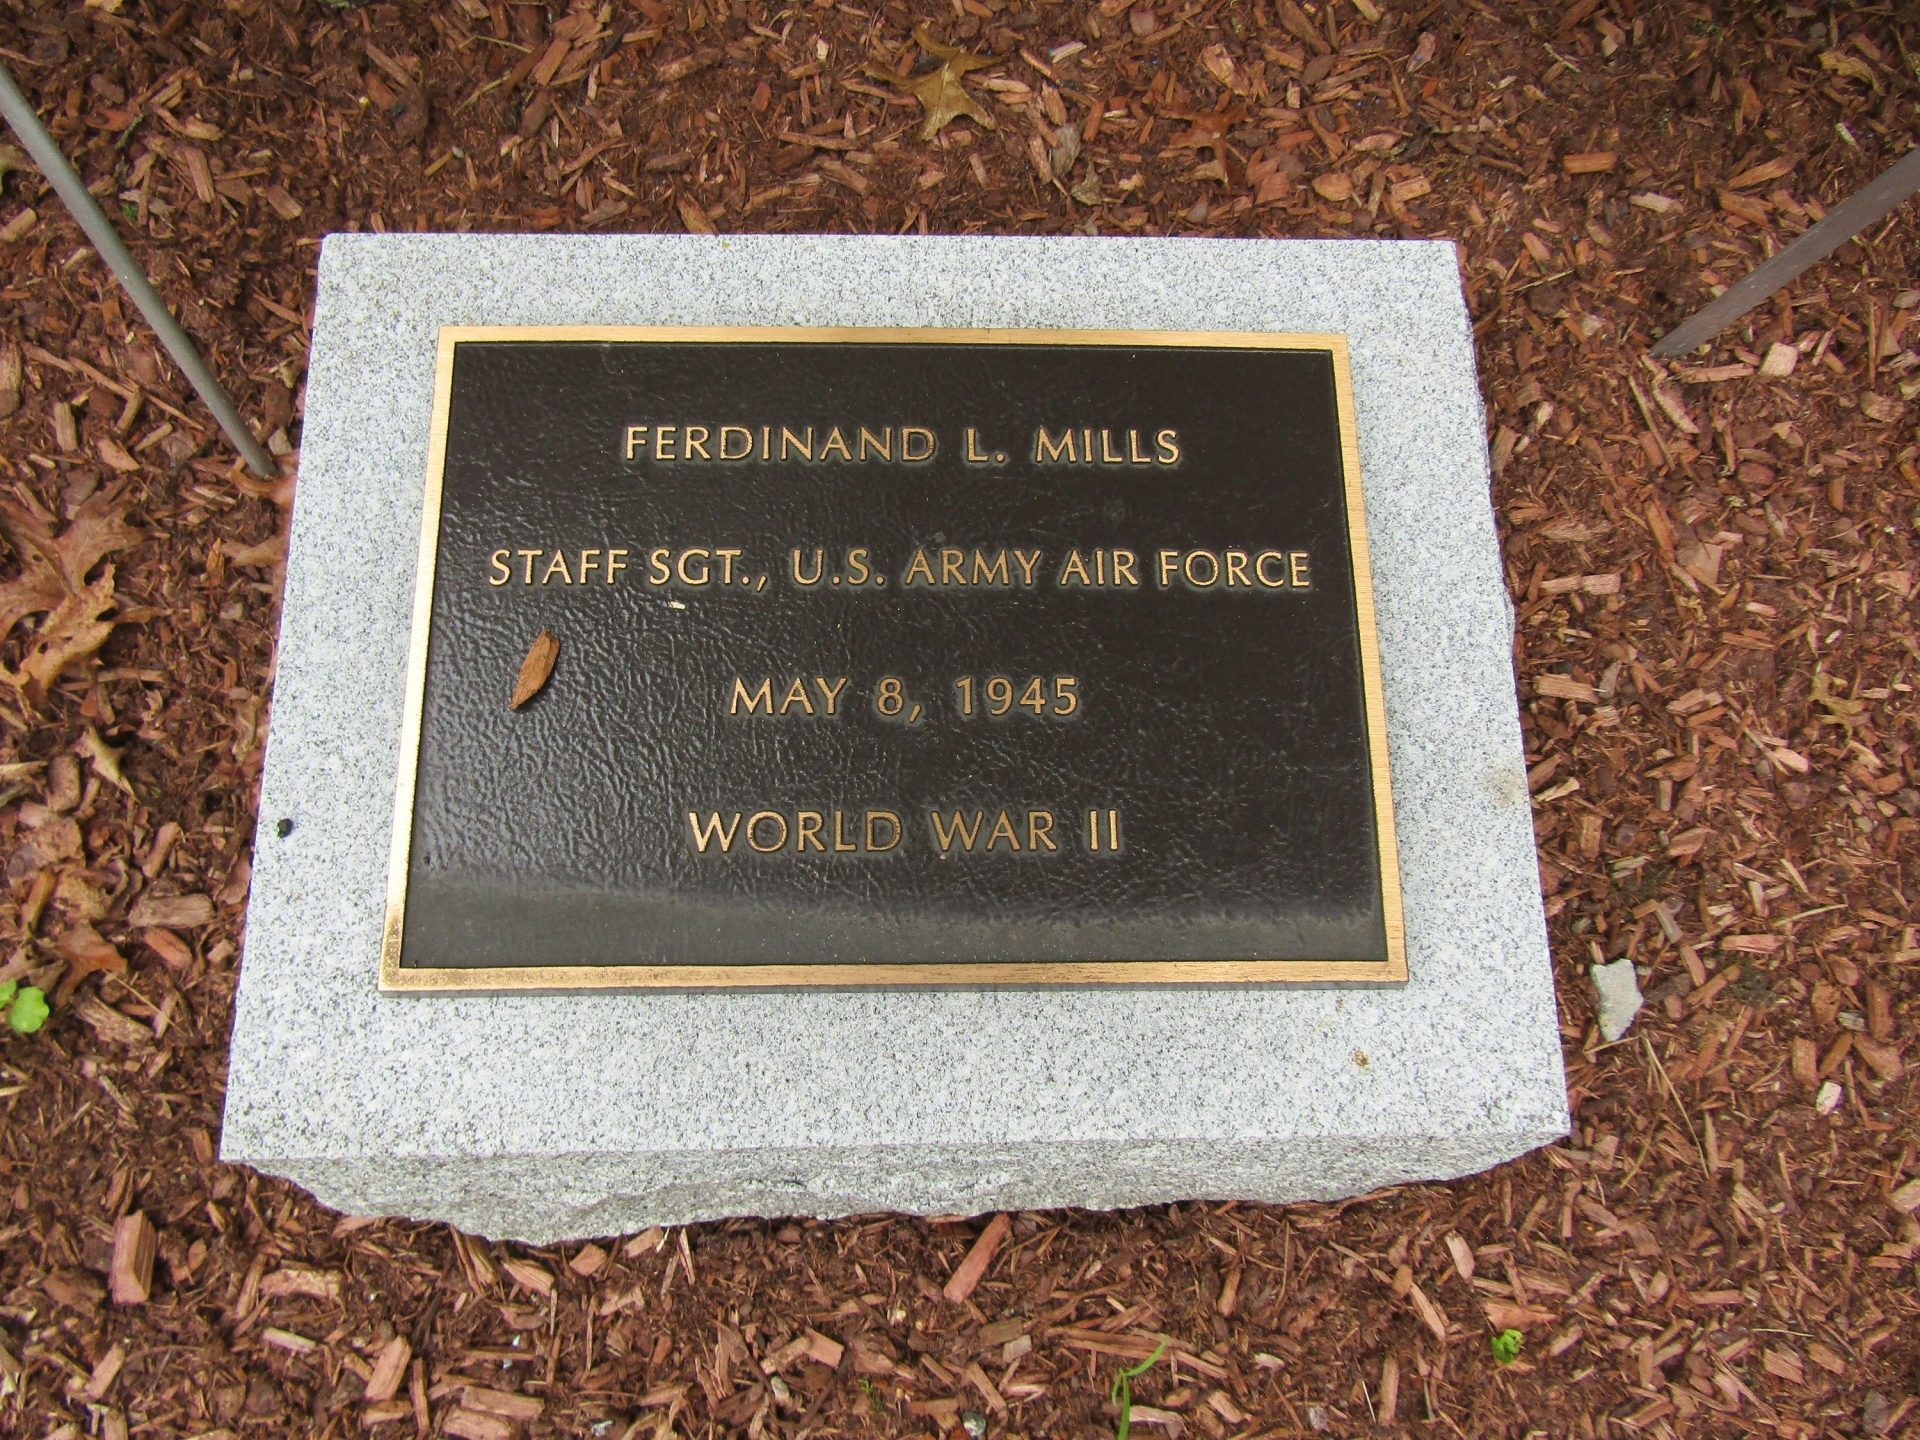 FERDINAND L. MILLS
STAFF SGT., U.S. ARMY AIR FORCE
MAY 8, 1945
WORLD WAR II